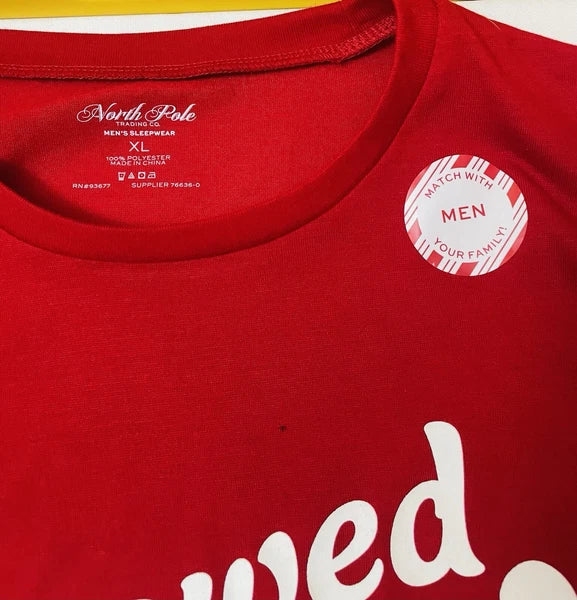 North Pole
TRADING CO.
MEN'S SLEEPWEAR
XL
100% POLYESTER
MADE IN CHINA
RN#93677 SUPPLIER 76636-0
MATCH WITH
MEN
YOUR FAMILY!